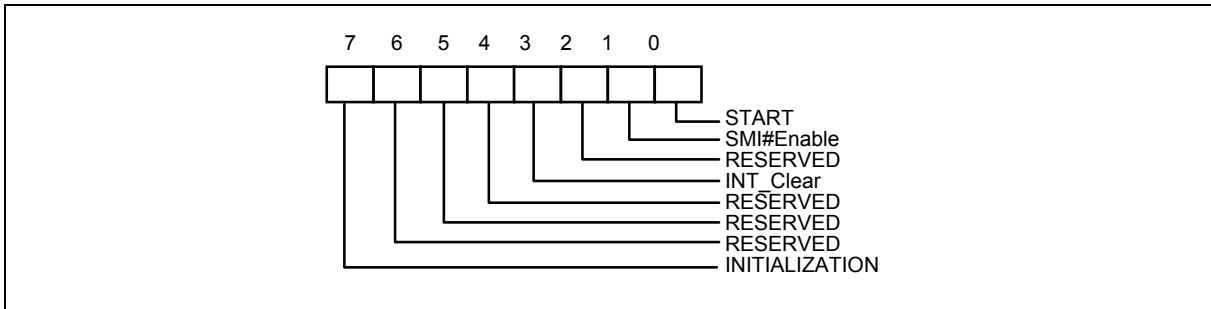 7 6 5 4 3 2 1 0
START
SMI#Enable
RESERVED
INT_Clear
RESERVED
RESERVED
RESERVED
INITIALIZATION